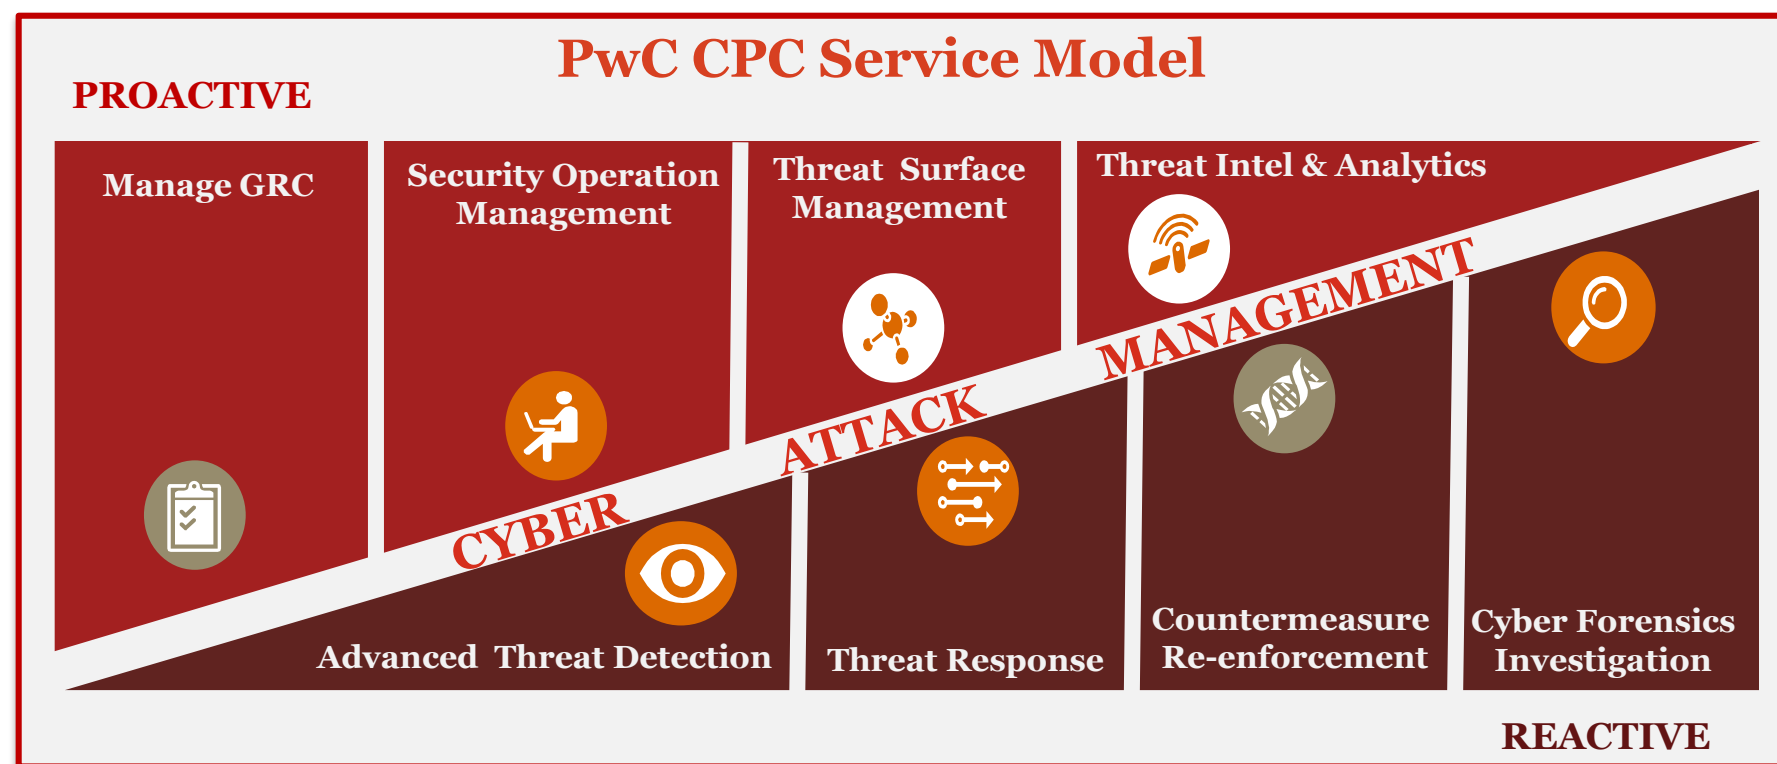 PwC CPC Service Model
PROACTIVE
Manage GRC
Security Operation
Management
Threat Surface
Management
Threat Intel & Analytics
CYBER ATTACK MANAGEMENT
Advanced Threat Detection
Threat Response
Countermeasure
Re-enforcement
Cyber Forensics
Investigation
REACTIVE